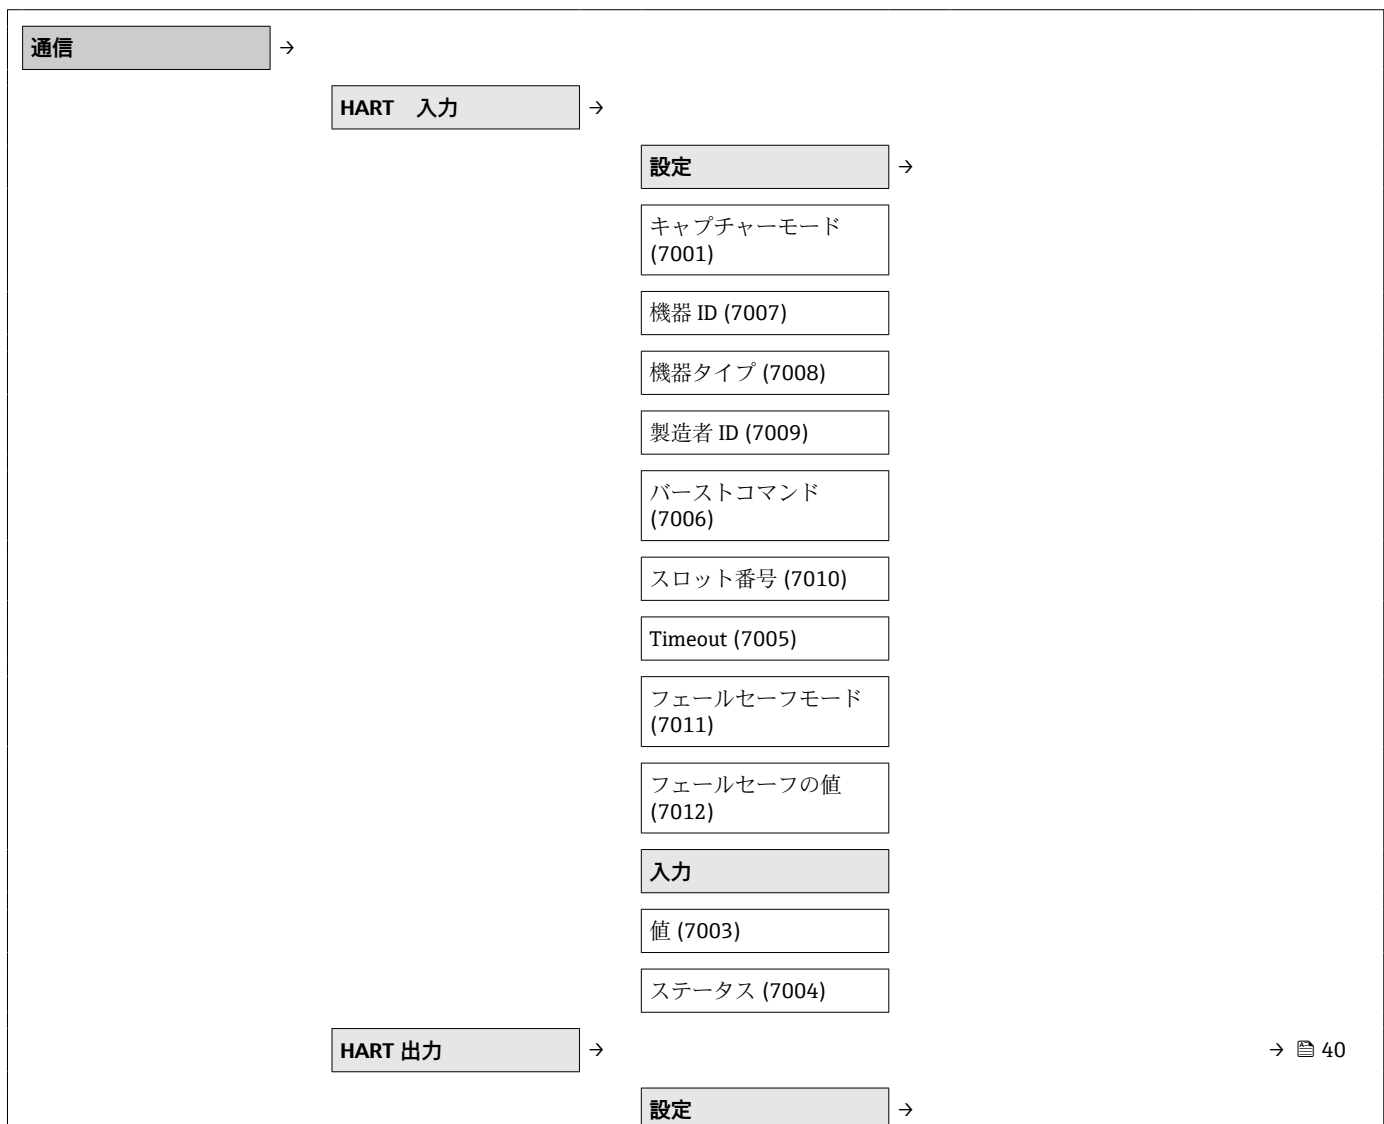 通信 →
HART　入力 →
設定 →
キャプチャーモード
(7001)
機器 ID (7007)
機器タイプ (7008)
製造者 ID (7009)
バーストコマンド
(7006)
スロット番号 (7010)
Timeout (7005)
フェールセーフモード
(7011)
フェールセーフの値
(7012)
入力
値 (7003)
ステータス (7004)
HART 出力 → → 40
設定 →